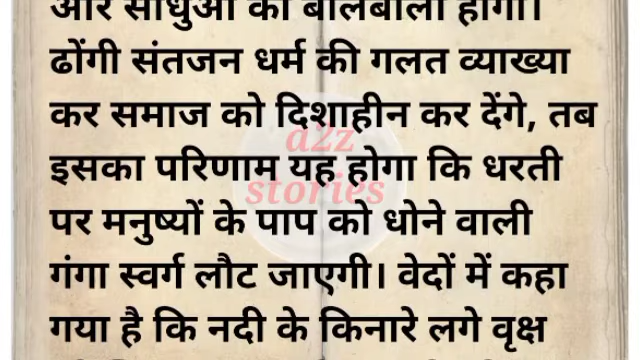 और साधुओं का बोलबाला होगा।
ढोंगी संतजन धर्म की गलत व्याख्या
कर समाज को दिशाहीन कर देंगे, तब
इसका परिणाम यह होगा कि धरती
पर मनुष्यों के पाप को धोने वाली
गंगा स्वर्ग लौट जाएगी। वेदों में कहा
गया है कि नदी के किनारे लगे वृक्ष
a2z
stories